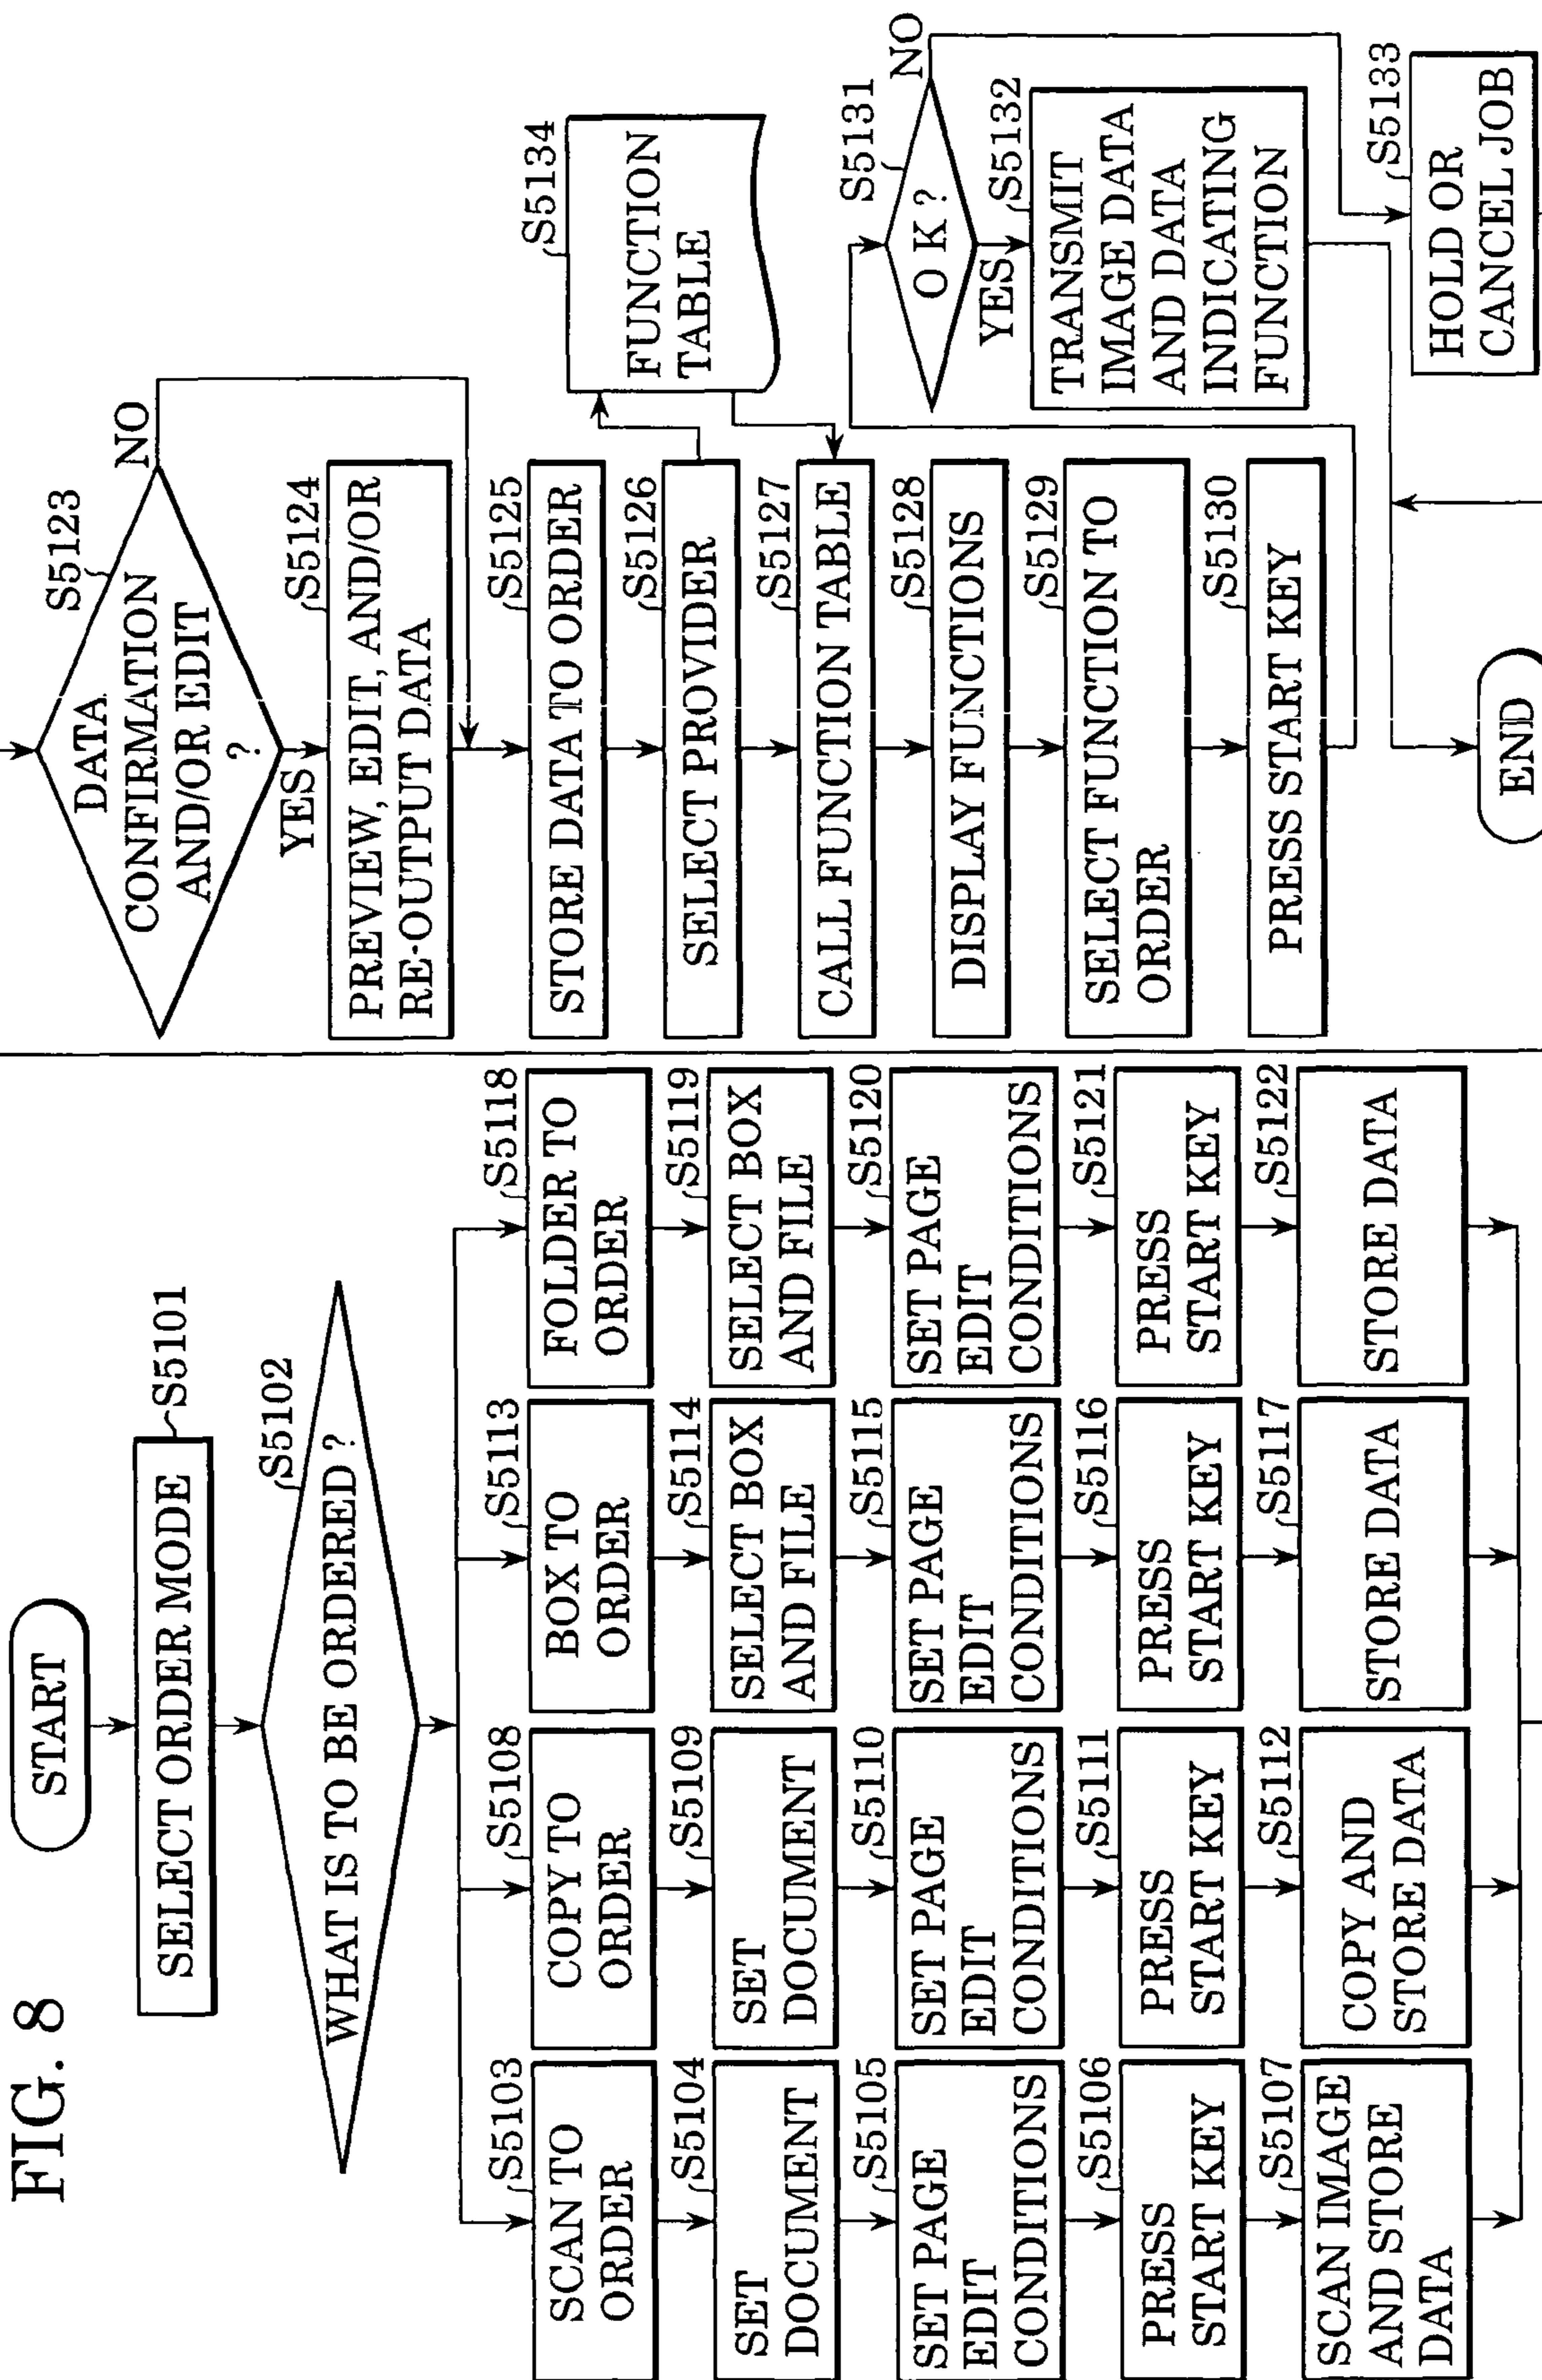 FIG. 8
START
SELECT ORDER MODE
S5101
WHAT IS TO BE ORDERED ?
S5102
S5103
SCAN TO
ORDER
S5104
SET
DOCUMENT
S5105
SET PAGE
EDIT
CONDITIONS
S5106
PRESS
START KEY
S5107
SCAN IMAGE
AND STORE
DATA
S5108
COPY TO
ORDER
S5109
SET
DOCUMENT
S5110
SET PAGE
EDIT
CONDITIONS
S5111
PRESS
START KEY
S5112
COPY AND
STORE DATA
S5113
BOX TO
ORDER
S5114
SELECT BOX
AND FILE
S5115
SET PAGE
EDIT
CONDITIONS
S5116
PRESS
START KEY
S5117
STORE DATA
S5118
FOLDER TO
ORDER
S5119
SELECT BOX
AND FILE
S5120
SET PAGE
EDIT
CONDITIONS
S5121
PRESS
START KEY
S5122
STORE DATA
S5123
DATA
CONFIRMATION
AND/OR EDIT
?
NO
YES
S5124
PREVIEW, EDIT, AND/OR
RE-OUTPUT DATA
S5125
STORE DATA TO ORDER
S5126
SELECT PROVIDER
S5134
FUNCTION
TABLE
S5127
CALL FUNCTION TABLE
S5128
DISPLAY FUNCTIONS
S5129
SELECT FUNCTION TO
ORDER
S5130
PRESS START KEY
S5131
OK ?
NO
YES
S5132
TRANSMIT
IMAGE DATA
AND DATA
INDICATING
FUNCTION
S5133
HOLD OR
CANCEL JOB
END